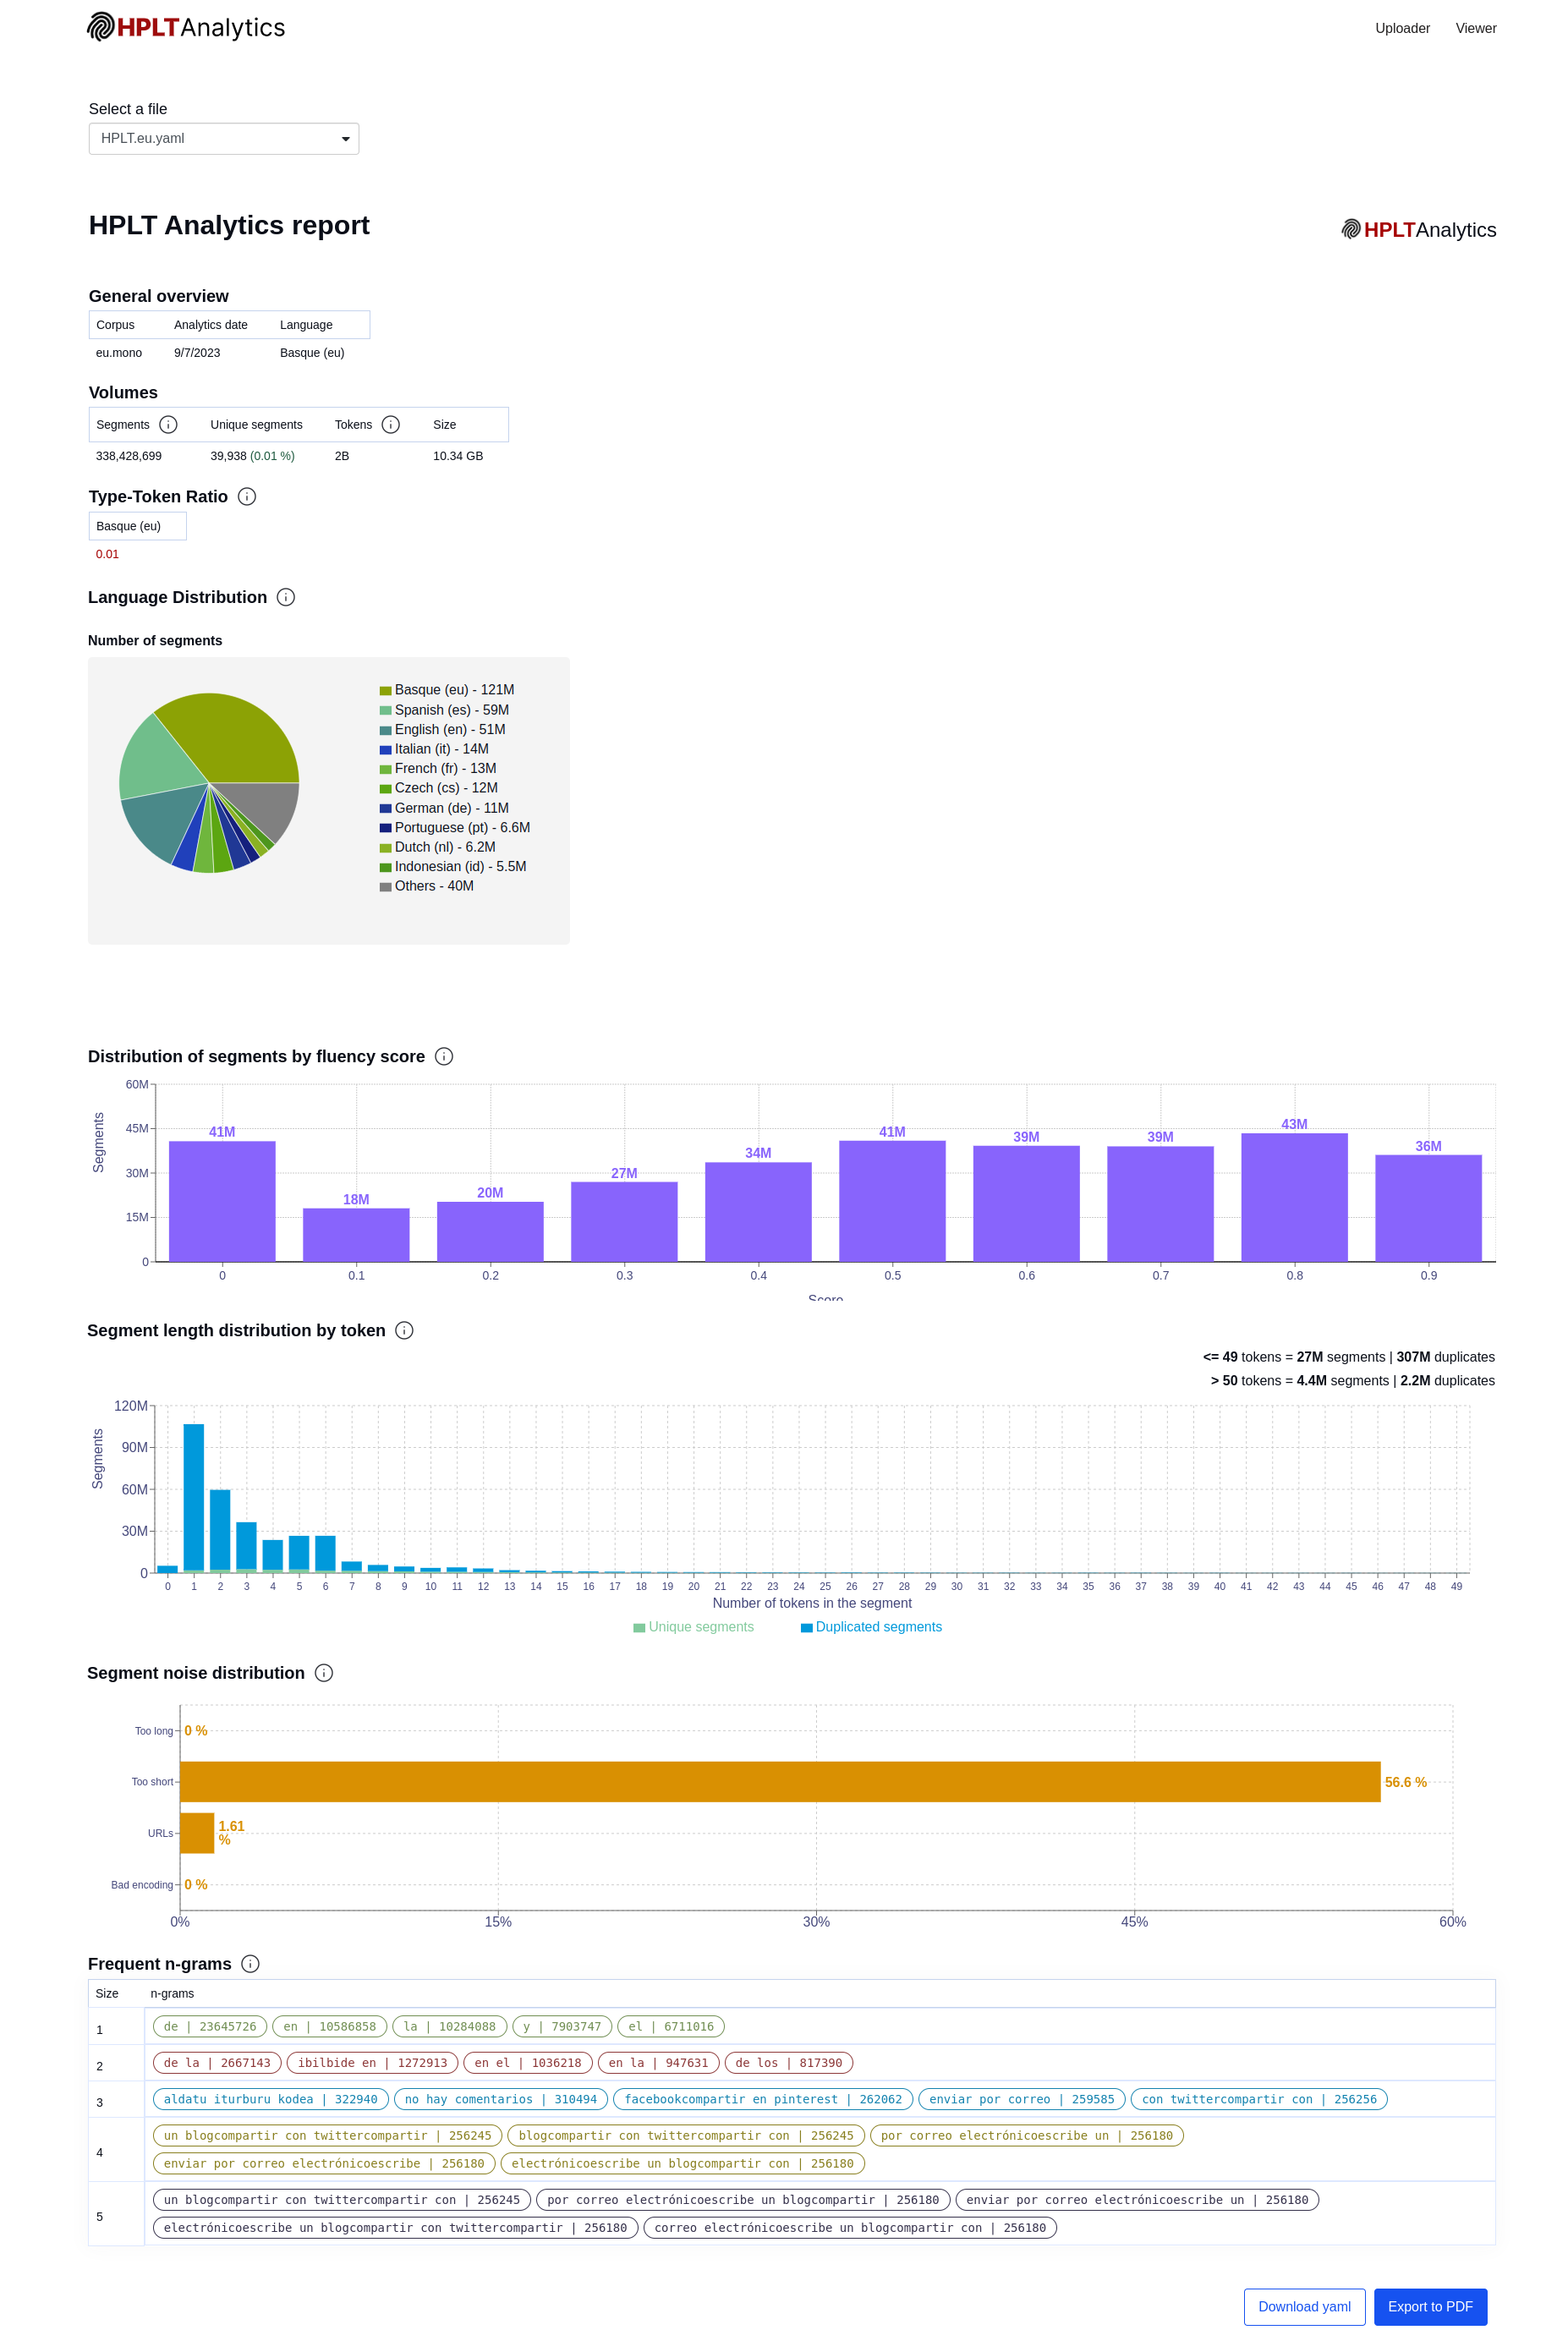 HPLTAnalytics
Uploader Viewer
Select a file
HPLT.eu.yaml
HPLT Analytics report
HPLTAnalytics
General overview
Corpus Analytics date Language
eu.mono 9/7/2023 Basque (eu)
Volumes
Segments Unique segments Tokens Size
338,428,699 39,938 (0.01 %) 2B 10.34 GB
Type-Token Ratio
Basque (eu)
0.01
Language Distribution
Number of segments
Basque (eu) - 121M
Spanish (es) - 59M
English (en) - 51M
Italian (it) - 14M
French (fr) - 13M
Czech (cs) - 12M
German (de) - 11M
Portuguese (pt) - 6.6M
Dutch (nl) - 6.2M
Indonesian (id) - 5.5M
Others - 40M
Distribution of segments by fluency score
Segments
60M
45M
30M
15M
0
41M 18M 20M 27M 34M 41M 39M 39M 43M 36M
0 0.1 0.2 0.3 0.4 0.5 0.6 0.7 0.8 0.9
Score
Segment length distribution by token
<= 49 tokens = 27M segments | 307M duplicates
> 50 tokens = 4.4M segments | 2.2M duplicates
Segments
120M
90M
60M
30M
0
0 1 2 3 4 5 6 7 8 9 10 11 12 13 14 15 16 17 18 19 20 21 22 23 24 25 26 27 28 29 30 31 32 33 34 35 36 37 38 39 40 41 42 43 44 45 46 47 48 49
Number of tokens in the segment
Unique segments Duplicated segments
Segment noise distribution
Too long 0 %
Too short 56.6 %
URLs 1.61
%
Bad encoding 0 %
0% 15% 30% 45% 60%
Frequent n-grams
Size n-grams
1 de | 23645726 en | 10586858 la | 10284088 y | 7903747 el | 6711016
2 de la | 2667143 ibilbide en | 1272913 en el | 1036218 en la | 947631 de los | 817390
3 aldatu iturburu kodea | 322940 no hay comentarios | 310494 facebookcompartir en pinterest | 262062 enviar por correo | 259585 con twittercompartir con | 256256
4 un blogcompartir con twittercompartir | 256245 blogcompartir con twittercompartir con | 256245 por correo electrónicoescribe un | 256180
enviar por correo electrónicoescribe | 256180 electrónicoescribe un blogcompartir con | 256180
5 un blogcompartir con twittercompartir con | 256245 por correo electrónicoescribe un blogcompartir | 256180 enviar por correo electrónicoescribe un | 256180
electrónicoescribe un blogcompartir con twittercompartir | 256180 correo electrónicoescribe un blogcompartir con | 256180
Download yaml Export to PDF